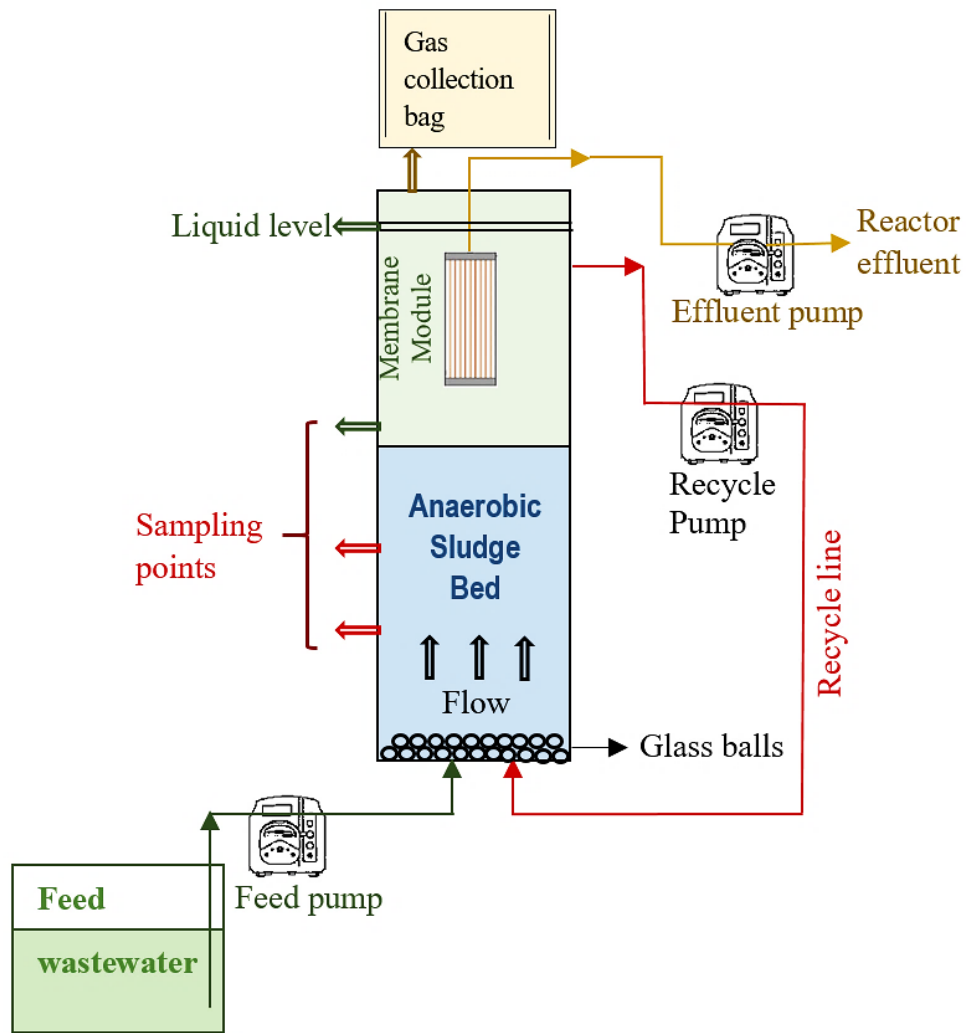 Gas
collection
bag
Liquid level
Membrane
Module
Reactor
effluent
Effluent pump
Recycle
Pump
Sampling
points
Anaerobic
Sludge
Bed
Recycle line
Flow
Glass balls
Feed pump
Feed
wastewater